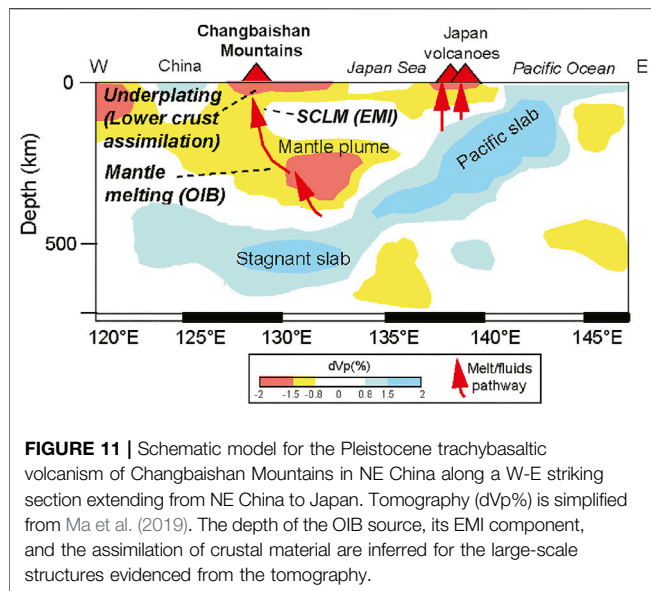 Changbaishan
Mountains
Japan
volcanoes
W
China
Japan Sea
Pacific Ocean
E
0
Underplating
(Lower crust
assimilation)
SCLM (EMI)
Mantle plume
Mantle
melting (OIB)
Pacific slab
Depth (km)
500
Stagnant slab
120°E
125°E
130°E
135°E
140°E
145°E
dVp(%)
-2
-1.5
-0.8
0
0.8
1.5
2
Melt/fluids
pathway
FIGURE 11 | Schematic model for the Pleistocene trachybasaltic
volcanism of Changbaishan Mountains in NE China along a W-E striking
section extending from NE China to Japan. Tomography (dVp%) is simplified
from Ma et al. (2019). The depth of the OIB source, its EMI component,
and the assimilation of crustal material are inferred for the large-scale
structures evidenced from the tomography.